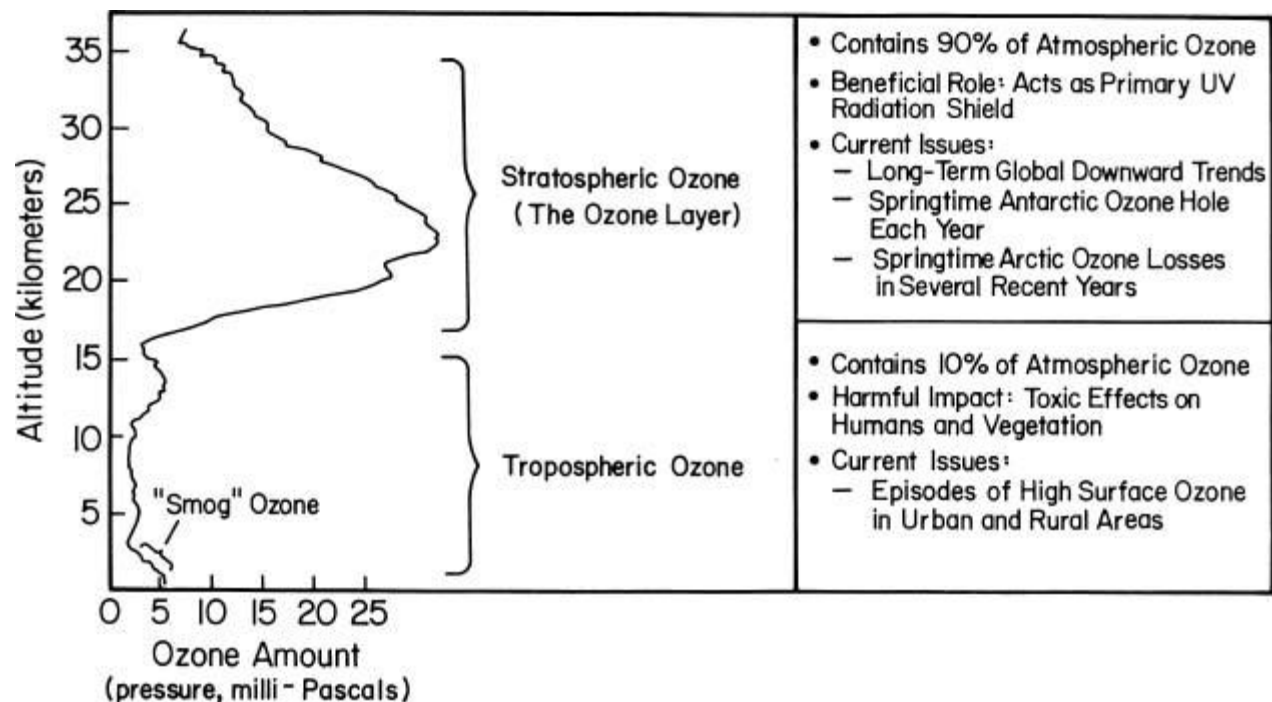 35
30
25
20
15
10
5
Altitude (kilometers)
"Smog" Ozone
0 5 10 15 20 25
Ozone Amount
(pressure, milli-Pascals)
Stratospheric Ozone
(The Ozone Layer)
Tropospheric Ozone
• Contains 90% of Atmospheric Ozone
• Beneficial Role: Acts as Primary UV
Radiation Shield
• Current Issues:
— Long-Term Global Downward Trends
— Springtime Antarctic Ozone Hole
Each Year
— Springtime Arctic Ozone Losses
in Several Recent Years
• Contains 10% of Atmospheric Ozone
• Harmful Impact: Toxic Effects on
Humans and Vegetation
• Current Issues:
— Episodes of High Surface Ozone
in Urban and Rural Areas